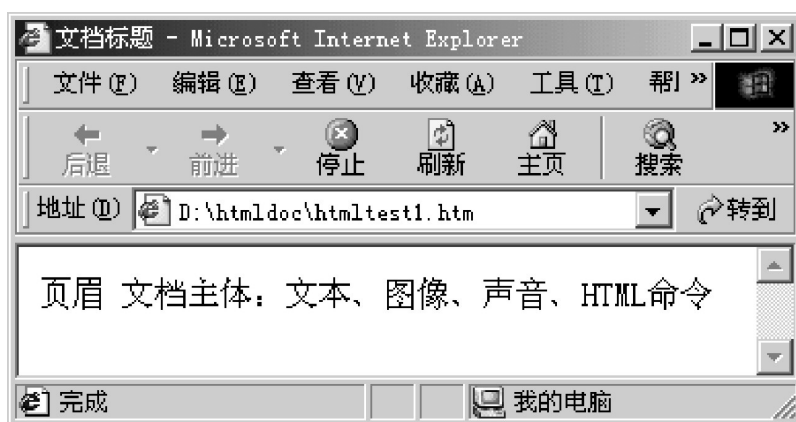 文档标题 - Microsoft Internet Explorer
文件(F) 编辑(E) 查看(V) 收藏(A) 工具(T) 帮 »
后退 前进 停止 刷新 主页 搜索 »
地址(D) D:\htmldoc\htmltest1.htm 转到
页眉 文档主体：文本、图像、声音、HTML命令
完成 我的电脑